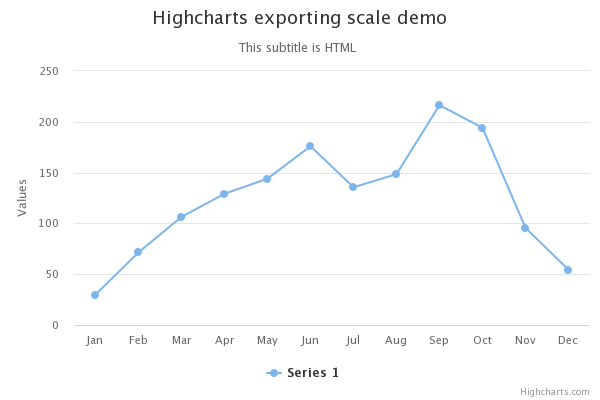 Highcharts exporting scale demo
This subtitle is HTML
Values
250
200
150
100
50
0
Jan Feb Mar Apr May Jun Jul Aug Sep Oct Nov Dec
Series 1
Highcharts.com